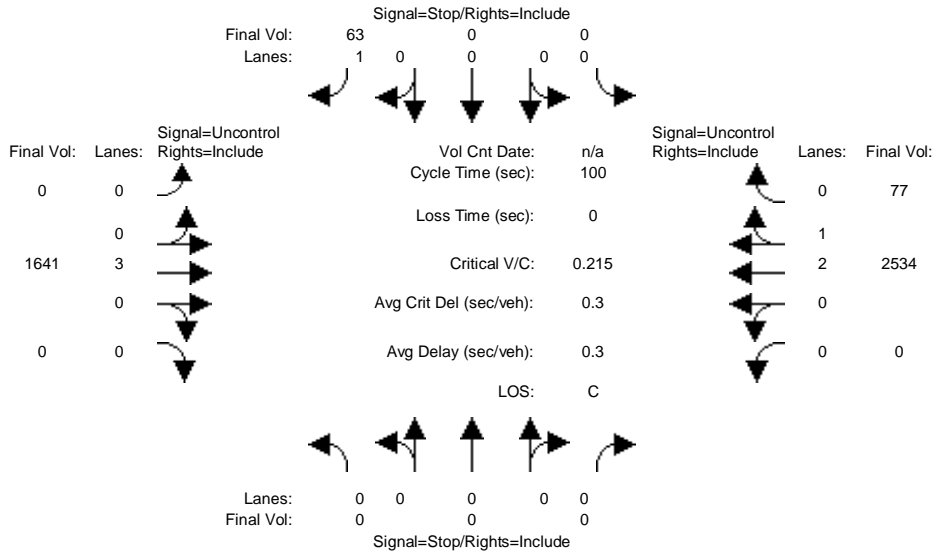 Signal=Stop/Rights=Include
Final Vol: 63 0 0
Lanes: 1 0 0 0 0
Signal=Uncontrol
Final Vol: Lanes: Rights=Include
Vol Cnt Date: n/a
Signal=Uncontrol
Rights=Include Lanes: Final Vol:
Cycle Time (sec): 100
0 0
0 77
Loss Time (sec): 0
0
1
1641 3
Critical V/C: 0.215
2 2534
0
Avg Crit Del (sec/veh): 0.3
0
0 0
Avg Delay (sec/veh): 0.3
0 0
LOS: C
Lanes: 0 0 0 0 0
Final Vol: 0 0 0
Signal=Stop/Rights=Include